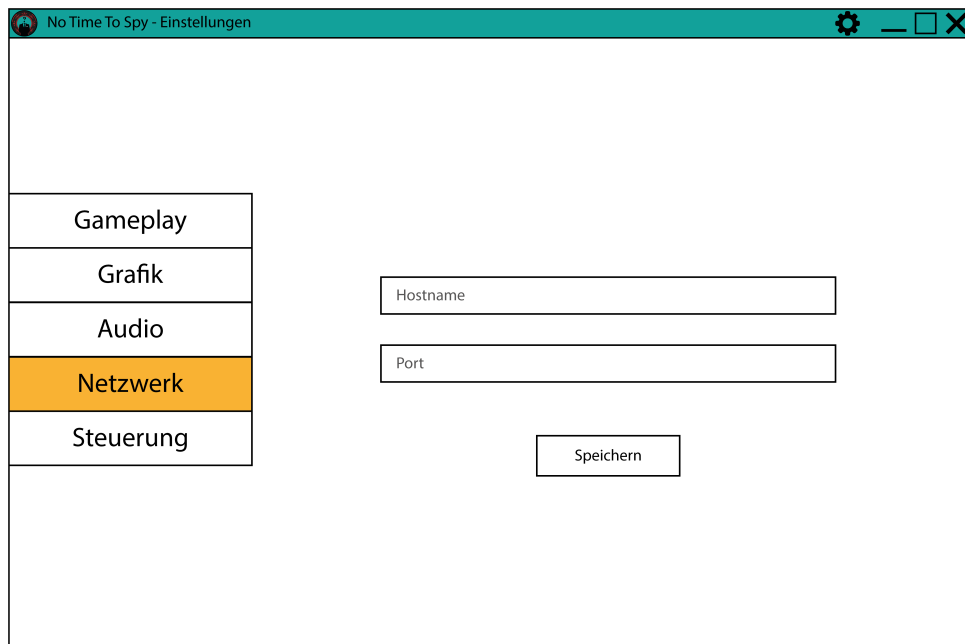 No Time To Spy - Einstellungen
Gameplay
Grafik
Audio
Netzwerk
Steuerung
Hostname
Port
Speichern